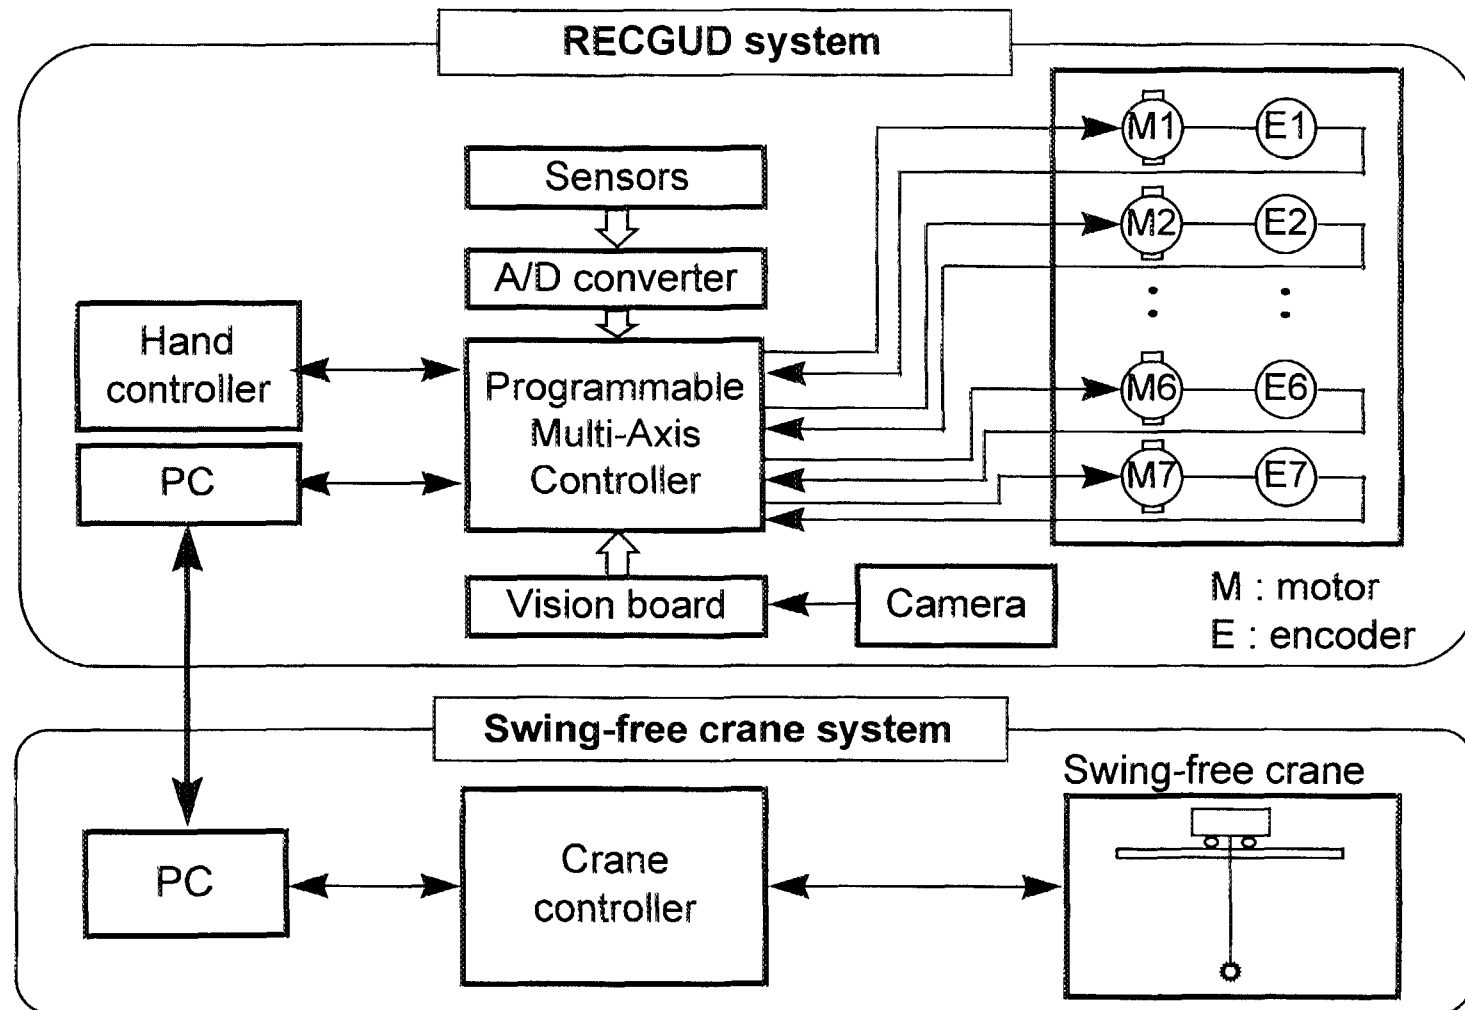 RECGUD system
Sensors
A/D converter
Hand
controller
PC
Programmable
Multi-Axis
Controller
Vision board
Camera
M1
E1
M2
E2
M6
E6
M7
E7
M : motor
E : encoder
Swing-free crane system
PC
Crane
controller
Swing-free crane